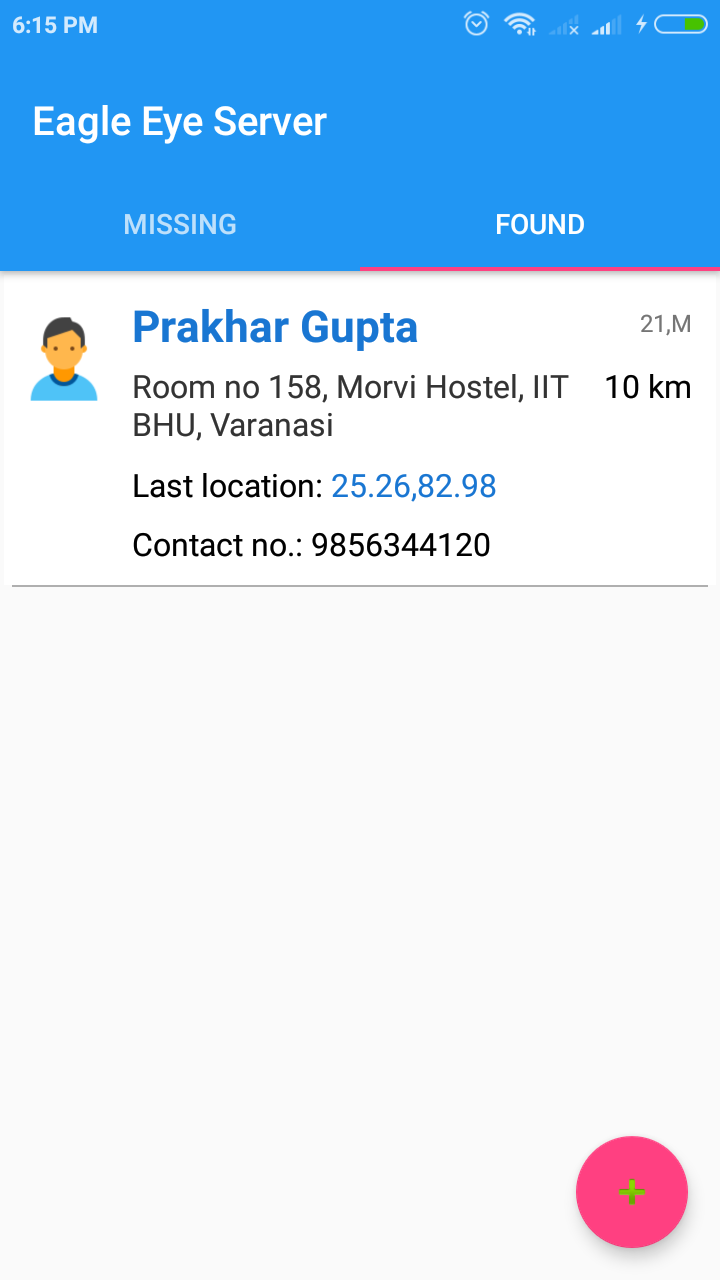 6:15 PM
Eagle Eye Server
MISSING
FOUND
Prakhar Gupta
21,M
Room no 158, Morvi Hostel, IIT
10 km
BHU, Varanasi
Last location: 25.26,82.98
Contact no.: 9856344120